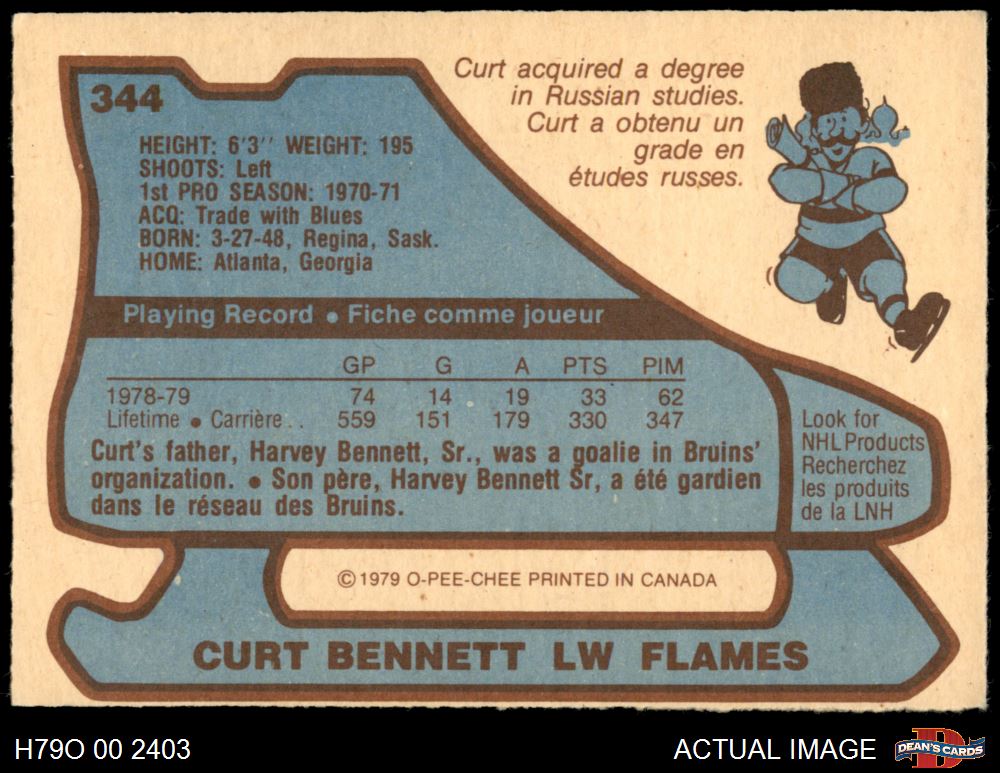 344
HEIGHT: 6'3'' WEIGHT: 195
SHOOTS: Left
1st PRO SEASON: 1970-71
ACQ: Trade with Blues
BORN: 3-27-48, Regina, Sask.
HOME: Atlanta, Georgia
Curt acquired a degree
in Russian studies.
Curt a obtenu un
grade en
études russes.
Playing Record • Fiche comme joueur
GP G A PTS PIM
1978-79 74 14 19 33 62
Lifetime • Carrière . . 559 151 179 330 347
Curt's father, Harvey Bennett, Sr., was a goalie in Bruins'
organization. • Son père, Harvey Bennett Sr, a été gardien
dans le réseau des Bruins.
Look for
NHL Products
Recherchez
les produits
de la LNH
© 1979 O-PEE-CHEE PRINTED IN CANADA
CURT BENNETT LW FLAMES
H79O 00 2403
ACTUAL IMAGE
D
DEAN'S CARDS